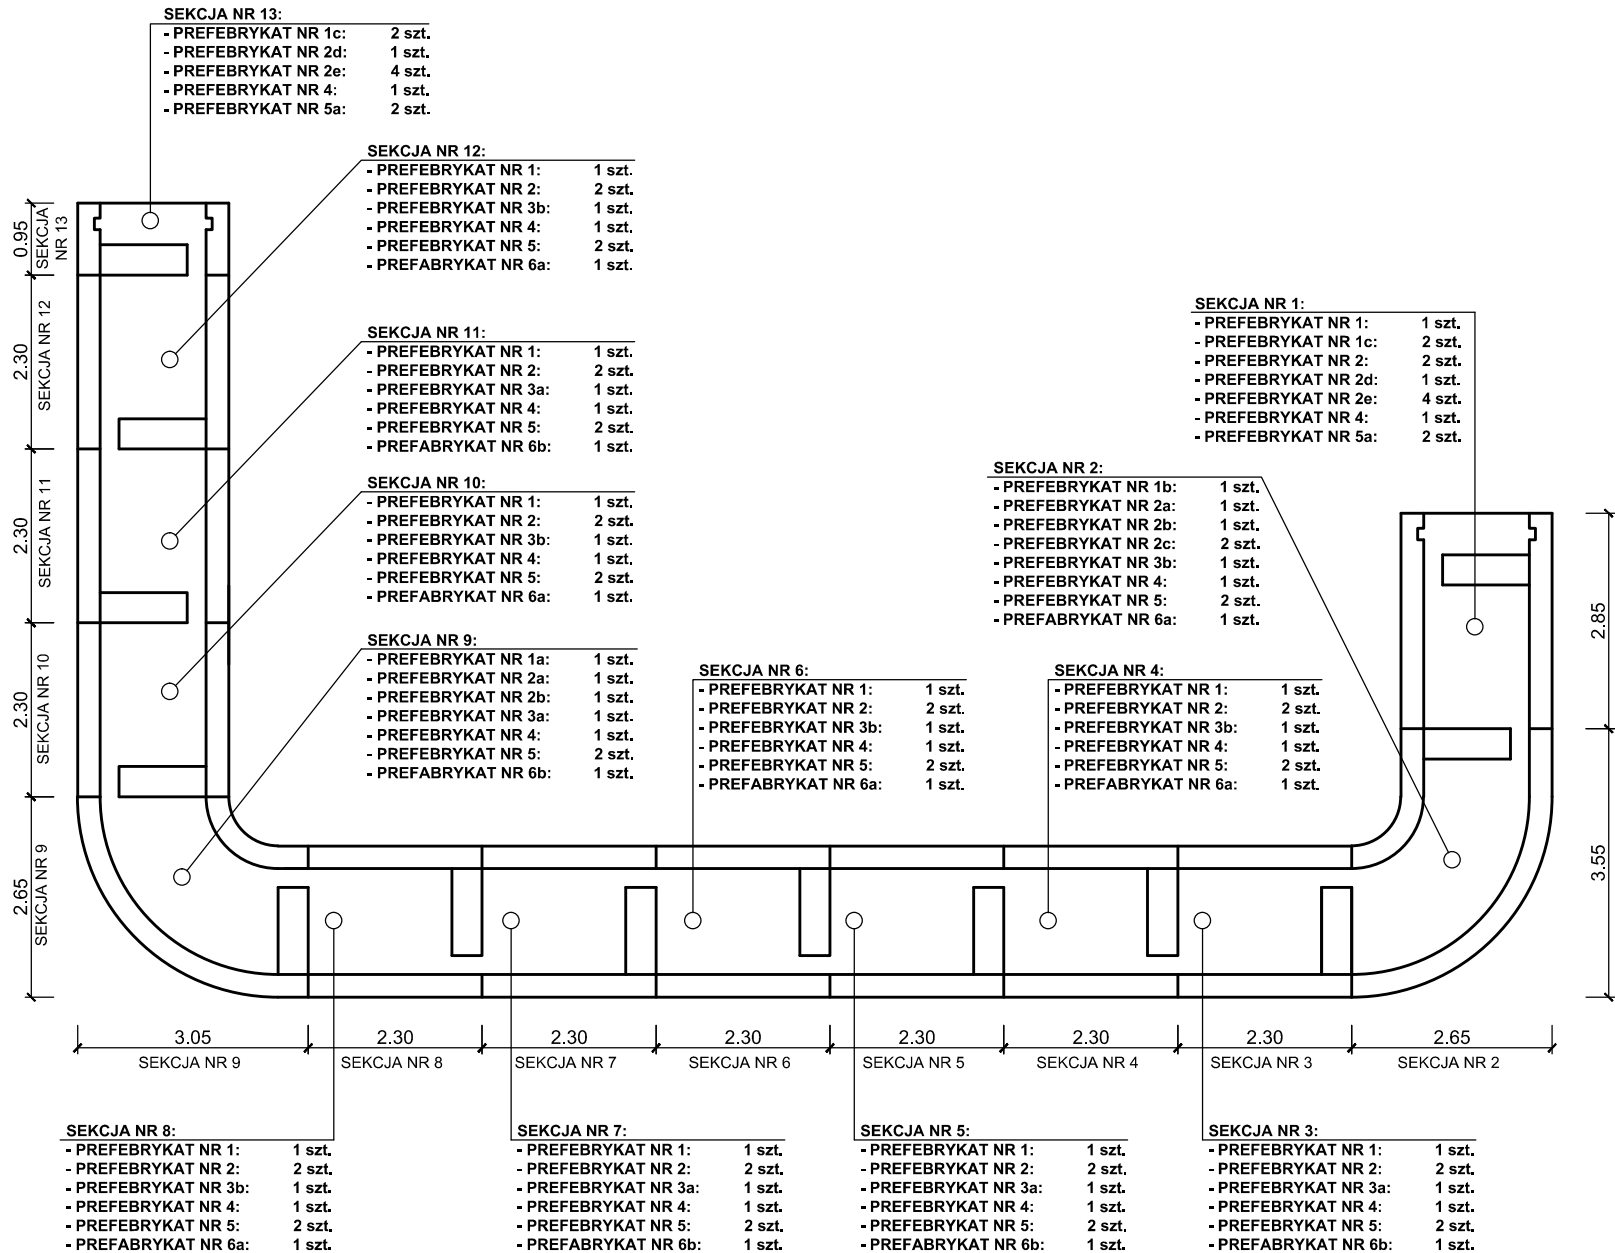 SEKCJA NR 13:
- PREFEBRYKAT NR 1c: 2 szt.
- PREFEBRYKAT NR 2d: 1 szt.
- PREFEBRYKAT NR 2e: 4 szt.
- PREFEBRYKAT NR 4: 1 szt.
- PREFEBRYKAT NR 5a: 2 szt.
SEKCJA NR 12:
- PREFEBRYKAT NR 1: 1 szt.
- PREFEBRYKAT NR 2: 2 szt.
- PREFEBRYKAT NR 3b: 1 szt.
- PREFEBRYKAT NR 4: 1 szt.
- PREFEBRYKAT NR 5: 2 szt.
- PREFABRYKAT NR 6a: 1 szt.
SEKCJA NR 11:
- PREFEBRYKAT NR 1: 1 szt.
- PREFEBRYKAT NR 2: 2 szt.
- PREFEBRYKAT NR 3a: 1 szt.
- PREFEBRYKAT NR 4: 1 szt.
- PREFEBRYKAT NR 5: 2 szt.
- PREFABRYKAT NR 6b: 1 szt.
SEKCJA NR 10:
- PREFEBRYKAT NR 1: 1 szt.
- PREFEBRYKAT NR 2: 2 szt.
- PREFEBRYKAT NR 3b: 1 szt.
- PREFEBRYKAT NR 4: 1 szt.
- PREFEBRYKAT NR 5: 2 szt.
- PREFABRYKAT NR 6a: 1 szt.
SEKCJA NR 9:
- PREFEBRYKAT NR 1a: 1 szt.
- PREFEBRYKAT NR 2a: 1 szt.
- PREFEBRYKAT NR 2b: 1 szt.
- PREFEBRYKAT NR 3a: 1 szt.
- PREFEBRYKAT NR 4: 1 szt.
- PREFEBRYKAT NR 5: 2 szt.
- PREFABRYKAT NR 6b: 1 szt.
SEKCJA NR 6:
- PREFEBRYKAT NR 1: 1 szt.
- PREFEBRYKAT NR 2: 2 szt.
- PREFEBRYKAT NR 3b: 1 szt.
- PREFEBRYKAT NR 4: 1 szt.
- PREFEBRYKAT NR 5: 2 szt.
- PREFABRYKAT NR 6a: 1 szt.
SEKCJA NR 4:
- PREFEBRYKAT NR 1: 1 szt.
- PREFEBRYKAT NR 2: 2 szt.
- PREFEBRYKAT NR 3b: 1 szt.
- PREFEBRYKAT NR 4: 1 szt.
- PREFEBRYKAT NR 5: 2 szt.
- PREFABRYKAT NR 6a: 1 szt.
SEKCJA NR 2:
- PREFEBRYKAT NR 1b: 1 szt.
- PREFEBRYKAT NR 2a: 1 szt.
- PREFEBRYKAT NR 2b: 1 szt.
- PREFEBRYKAT NR 2c: 2 szt.
- PREFEBRYKAT NR 3b: 1 szt.
- PREFEBRYKAT NR 4: 1 szt.
- PREFEBRYKAT NR 5: 2 szt.
- PREFABRYKAT NR 6a: 1 szt.
SEKCJA NR 1:
- PREFEBRYKAT NR 1: 1 szt.
- PREFEBRYKAT NR 1c: 2 szt.
- PREFEBRYKAT NR 2: 2 szt.
- PREFEBRYKAT NR 2d: 1 szt.
- PREFEBRYKAT NR 2e: 4 szt.
- PREFEBRYKAT NR 4: 1 szt.
- PREFEBRYKAT NR 5a: 2 szt.
0.95
SEKCJA
NR 13
2.30
SEKCJA NR 12
2.30
SEKCJA NR 11
2.30
SEKCJA NR 10
2.65
SEKCJA NR 9
2.85
3.55
3.05 2.30 2.30 2.30 2.30 2.30 2.30 2.65
SEKCJA NR 9 SEKCJA NR 8 SEKCJA NR 7 SEKCJA NR 6 SEKCJA NR 5 SEKCJA NR 4 SEKCJA NR 3 SEKCJA NR 2
SEKCJA NR 8:
- PREFEBRYKAT NR 1: 1 szt.
- PREFEBRYKAT NR 2: 2 szt.
- PREFEBRYKAT NR 3b: 1 szt.
- PREFEBRYKAT NR 4: 1 szt.
- PREFEBRYKAT NR 5: 2 szt.
- PREFABRYKAT NR 6a: 1 szt.
SEKCJA NR 7:
- PREFEBRYKAT NR 1: 1 szt.
- PREFEBRYKAT NR 2: 2 szt.
- PREFEBRYKAT NR 3a: 1 szt.
- PREFEBRYKAT NR 4: 1 szt.
- PREFEBRYKAT NR 5: 2 szt.
- PREFABRYKAT NR 6b: 1 szt.
SEKCJA NR 5:
- PREFEBRYKAT NR 1: 1 szt.
- PREFEBRYKAT NR 2: 2 szt.
- PREFEBRYKAT NR 3a: 1 szt.
- PREFEBRYKAT NR 4: 1 szt.
- PREFEBRYKAT NR 5: 2 szt.
- PREFABRYKAT NR 6b: 1 szt.
SEKCJA NR 3:
- PREFEBRYKAT NR 1: 1 szt.
- PREFEBRYKAT NR 2: 2 szt.
- PREFEBRYKAT NR 3a: 1 szt.
- PREFEBRYKAT NR 4: 1 szt.
- PREFEBRYKAT NR 5: 2 szt.
- PREFABRYKAT NR 6b: 1 szt.